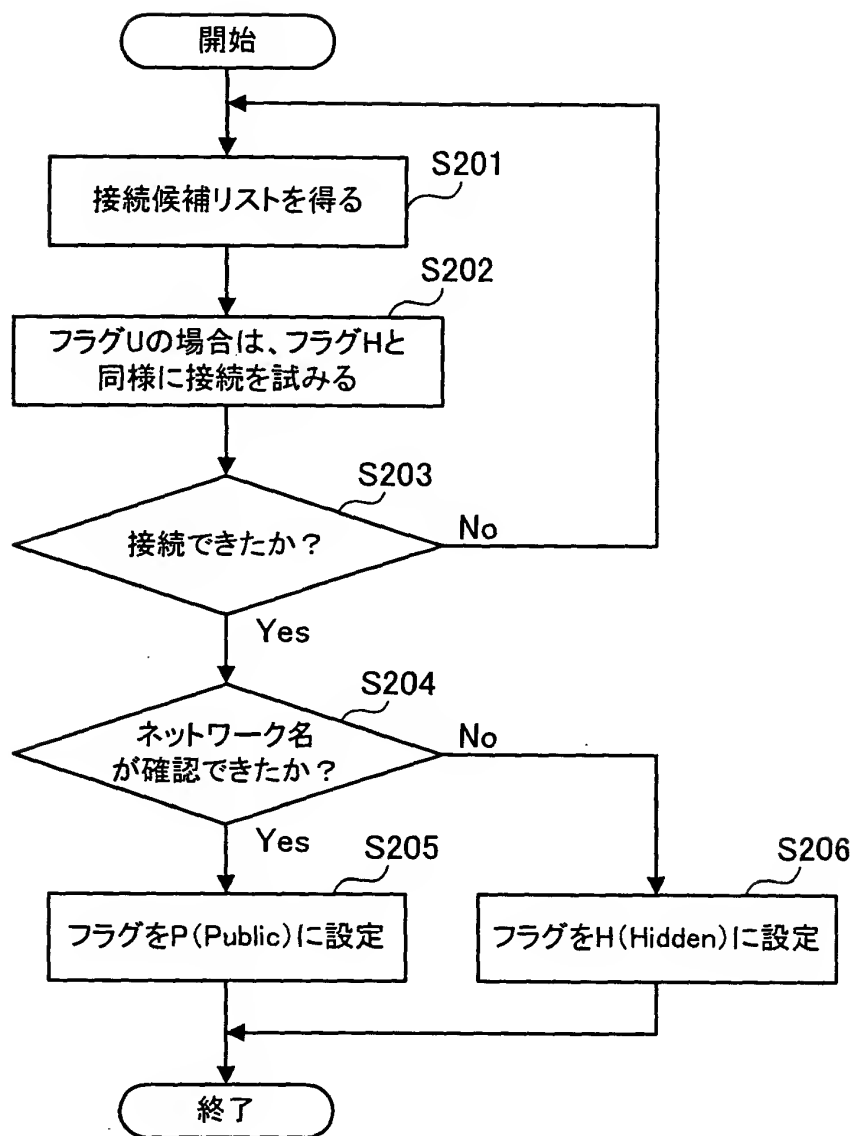 開始
S201
接続候補リストを得る
S202
フラグUの場合は、フラグHと
同様に接続を試みる
S203
接続できたか?
No
Yes
S204
ネットワーク名
が確認できたか?
No
Yes
S205
フラグをP(Public)に設定
S206
フラグをH(Hidden)に設定
終了